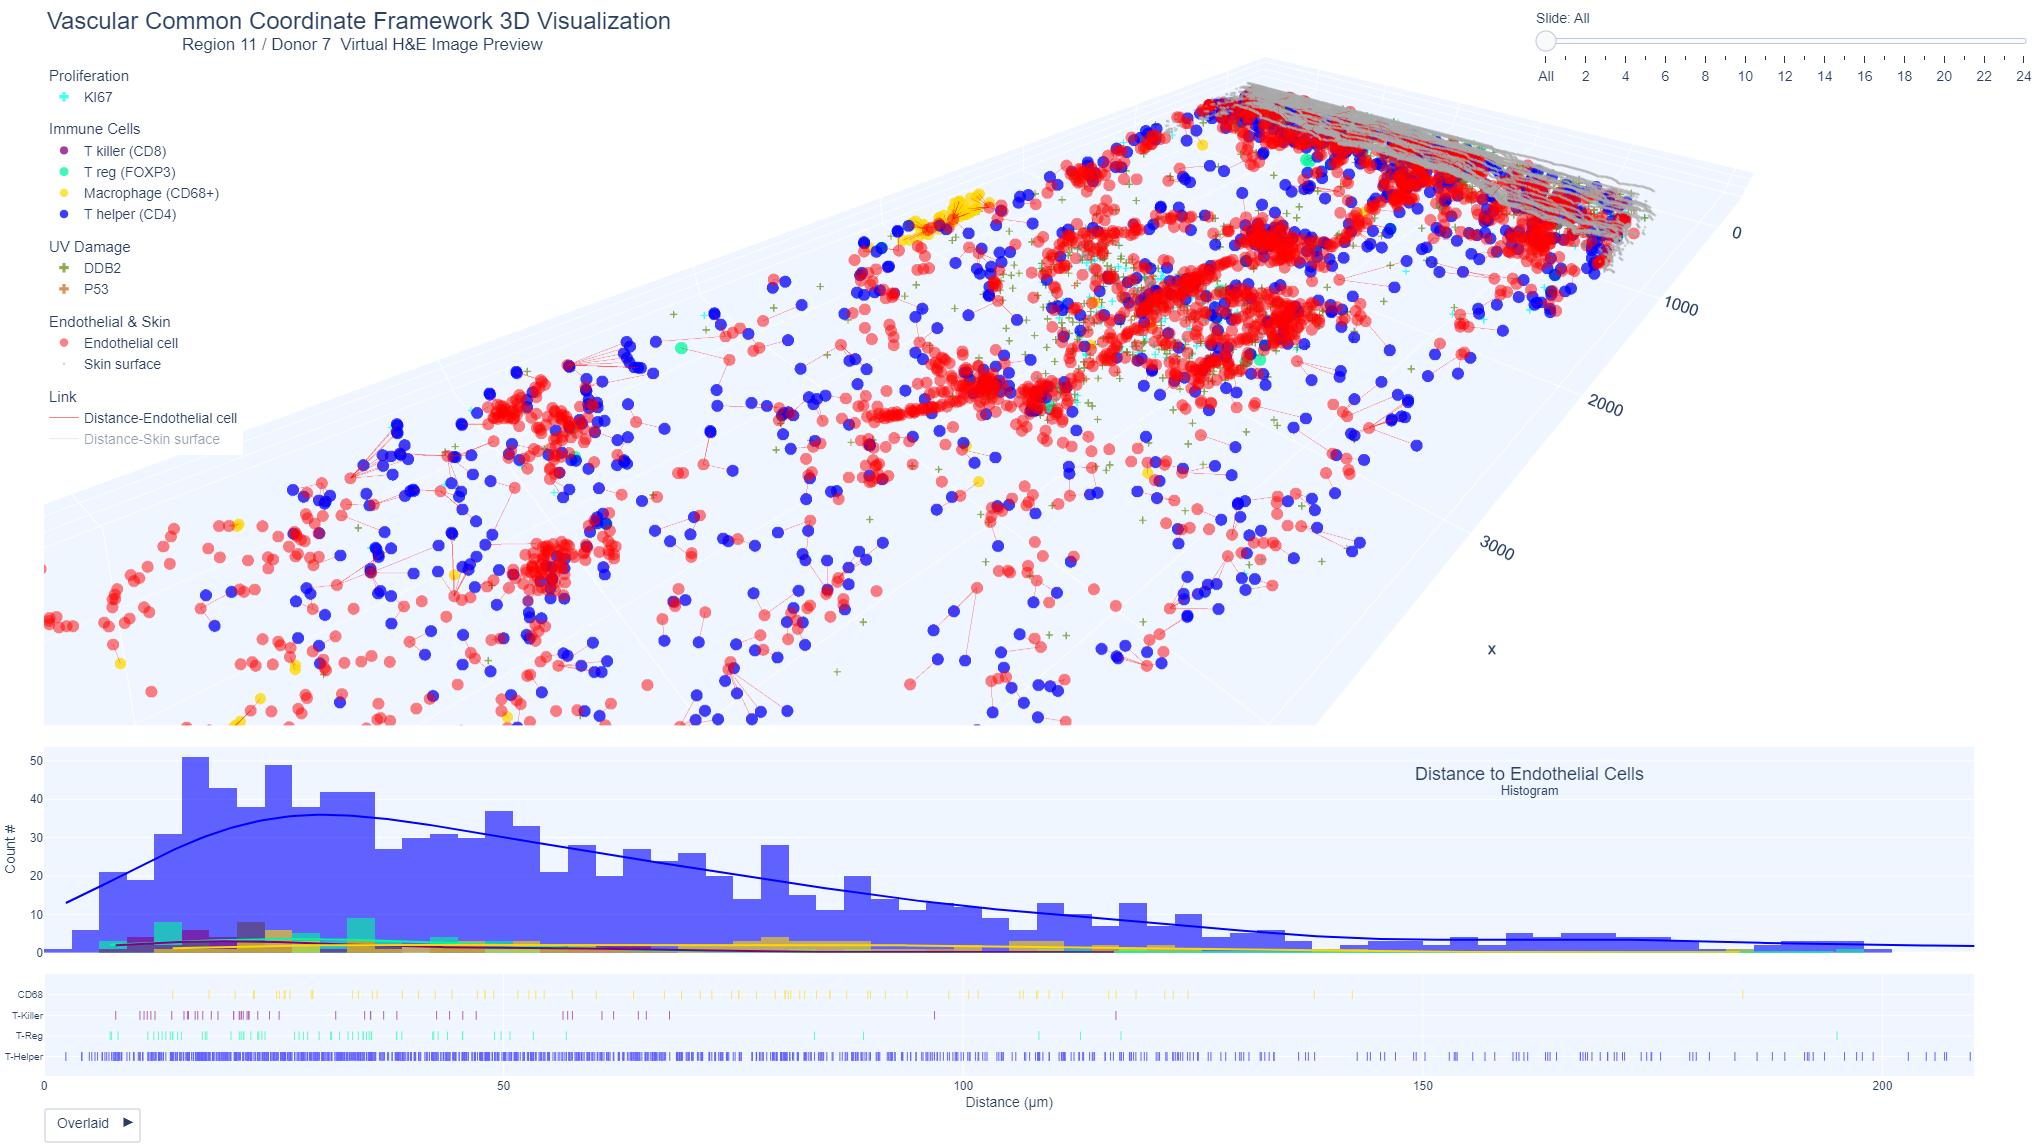 Vascular Common Coordinate Framework 3D Visualization
Region 11 / Donor 7  Virtual H&E Image Preview
Slide: All
All 2 4 6 8 10 12 14 16 18 20 22 24
Proliferation
KI67
Immune Cells
T killer (CD8)
T reg (FOXP3)
Macrophage (CD68+)
T helper (CD4)
UV Damage
DDB2
P53
Endothelial & Skin
Endothelial cell
Skin surface
Link
Distance-Endothelial cell
Distance-Skin surface
0
1000
2000
3000
x
Distance to Endothelial Cells
Histogram
Count #
50
40
30
20
10
0
CD68
T-Killer
T-Reg
T-Helper
0 50 100 150 200
Distance (µm)
Overlaid ▶